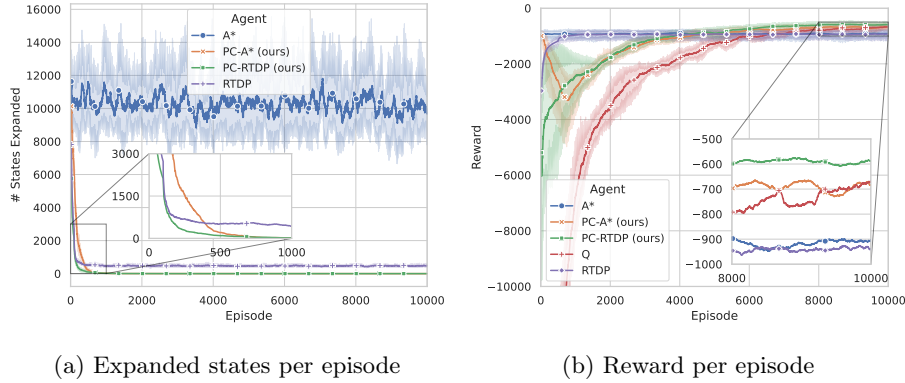 16000
14000
12000
10000
8000
6000
4000
2000
0
# States Expanded
Agent
A*
PC-A* (ours)
PC-RTDP (ours)
RTDP
3000
1500
0
0
500
1000
0
2000
4000
6000
8000
10000
Episode
(a) Expanded states per episode
0
−2000
−4000
−6000
−8000
−10000
Reward
Agent
A*
PC-A* (ours)
PC-RTDP (ours)
Q
RTDP
−500
−600
−700
−800
−900
−1000
8000
10000
0
2000
4000
6000
8000
10000
Episode
(b) Reward per episode